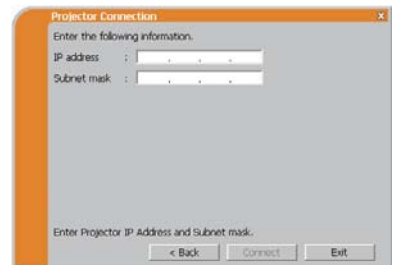 Projector Connection x
Enter the following information.
IP address : . . .
Subnet mask : . . .
Enter Projector IP Address and Subnet mask.
< Back Connect Exit